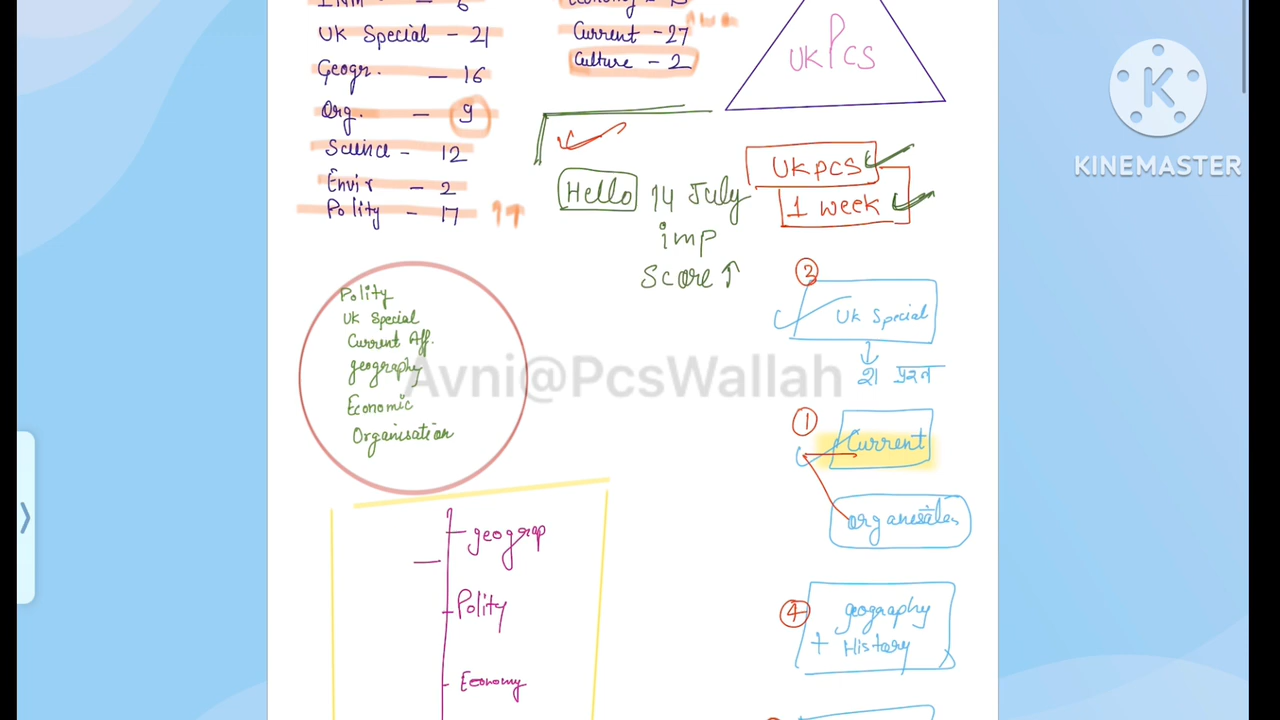 UK Special - 21
Geogr. - 16
Org. - 9
Science - 12
Envir - 2
Polity - 17 17
Current - 27
Culture - 2
UKPCS
KINEMASTER
Hello 14 July
imp
Score ↑
UKPCS
1 week
Polity
UK Special
Current Aff.
geography
Economic
Organisation
Avni@PcsWallah
3
UK Special
21 प्रश्न
1
Current
4
geography
+ History
geograp
Polity
Economy